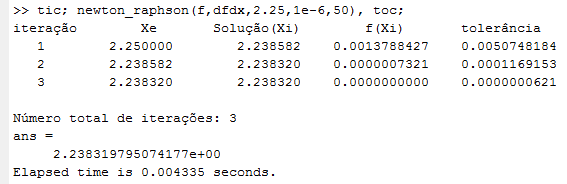 >> tic; newton_raphson(f,dfdx,2.25,1e-6,50), toc;
iteração Xe Solução(Xi) f(Xi) tolerância
1 2.250000 2.238582 0.0013788427 0.0050748184
2 2.238582 2.238320 0.0000007321 0.0001169153
3 2.238320 2.238320 0.0000000000 0.0000000621
Número total de iterações: 3
ans =
2.238319795074177e+00
Elapsed time is 0.004335 seconds.